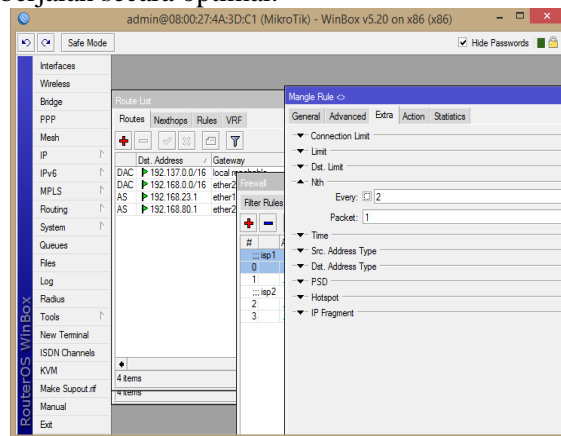 berjalan secara optimal.
admin@08:00:27:4A:3D:C1 (MikroTik) - WinBox v5.20 on x86 (x86)
Safe Mode
Hide Passwords
Interfaces
Wireless
Bridge
PPP
Mesh
IP
IPv6
MPLS
Routing
System
Queues
Files
Log
Radius
Tools
New Terminal
ISDN Channels
KVM
Make Supout.rif
Manual
Exit
RouterOS WinBox
Route List
Routes Nexthops Rules VRF
Dst. Address / Gateway
DAC 192.137.0.0/16 local reachable
DAC 192.168.0.0/16 ether2
AS 192.168.23.1 ether1
AS 192.168.80.1 ether2
4 items
4 items
Firewall
Filter Rules
#
;;; isp1
0
1
;;; isp2
2
3
Mangle Rule <>
General Advanced Extra Action Statistics
Connection Limit
Limit
Dst. Limit
Nth
Every: 2
Packet: 1
Time
Src. Address Type
Dst. Address Type
PSD
Hotspot
IP Fragment